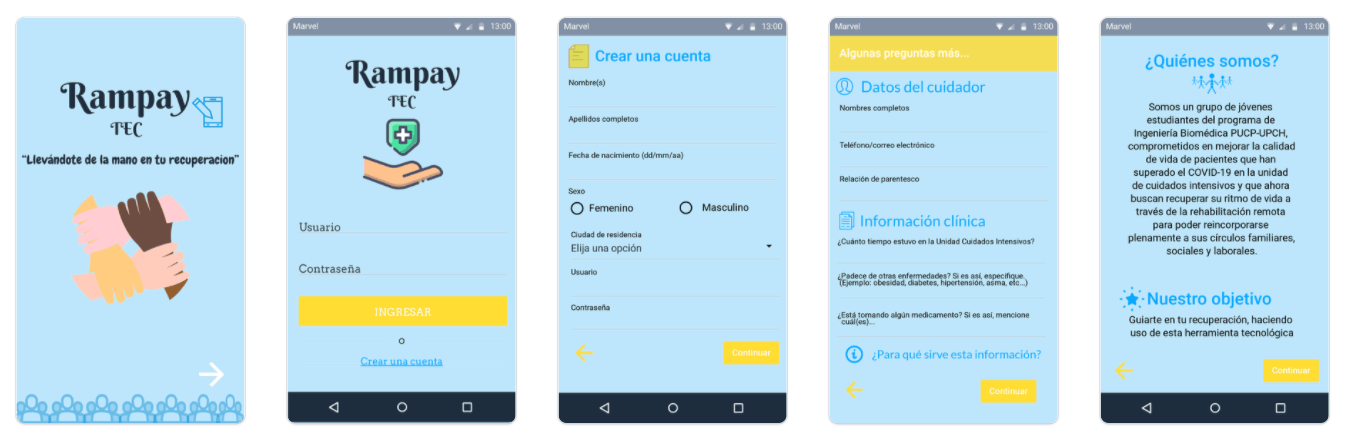 Rampay
TEC
"Llevándote de la mano en tu recuperacion"
Marvel
13:00
Rampay
TEC
Usuario
Contraseña
INGRESAR
o
Crear una cuenta
Marvel
13:00
Crear una cuenta
Nombre(s)
Apellidos completos
Fecha de nacimiento (dd/mm/aa)
Sexo
Femenino
Masculino
Ciudad de residencia
Elija una opción
Usuario
Contraseña
Continuar
Marvel
13:00
Algunas preguntas más...
Datos del cuidador
Nombres completos
Teléfono/correo electrónico
Relación de parentesco
Información clínica
¿Cuánto tiempo estuvo en la Unidad Cuidados Intensivos?
¿Padece de otras enfermedades? Si es así, especifique.
(Ejemplo: obesidad, diabetes, hipertensión, asma, etc...)
¿Está tomando algún medicamento? Si es así, mencione
cuál(es)...
¿Para qué sirve esta información?
Continuar
Marvel
13:00
¿Quiénes somos?
Somos un grupo de jóvenes
estudiantes del programa de
Ingeniería Biomédica PUCP-UPCH,
comprometidos en mejorar la calidad
de vida de pacientes que han
superado el COVID-19 en la unidad
de cuidados intensivos y que ahora
buscan recuperar su ritmo de vida a
través de la rehabilitación remota
para poder reincorporarse
plenamente a sus círculos familiares,
sociales y laborales.
Nuestro objetivo
Guiarte en tu recuperación, haciendo
uso de esta herramienta tecnológica
Continuar